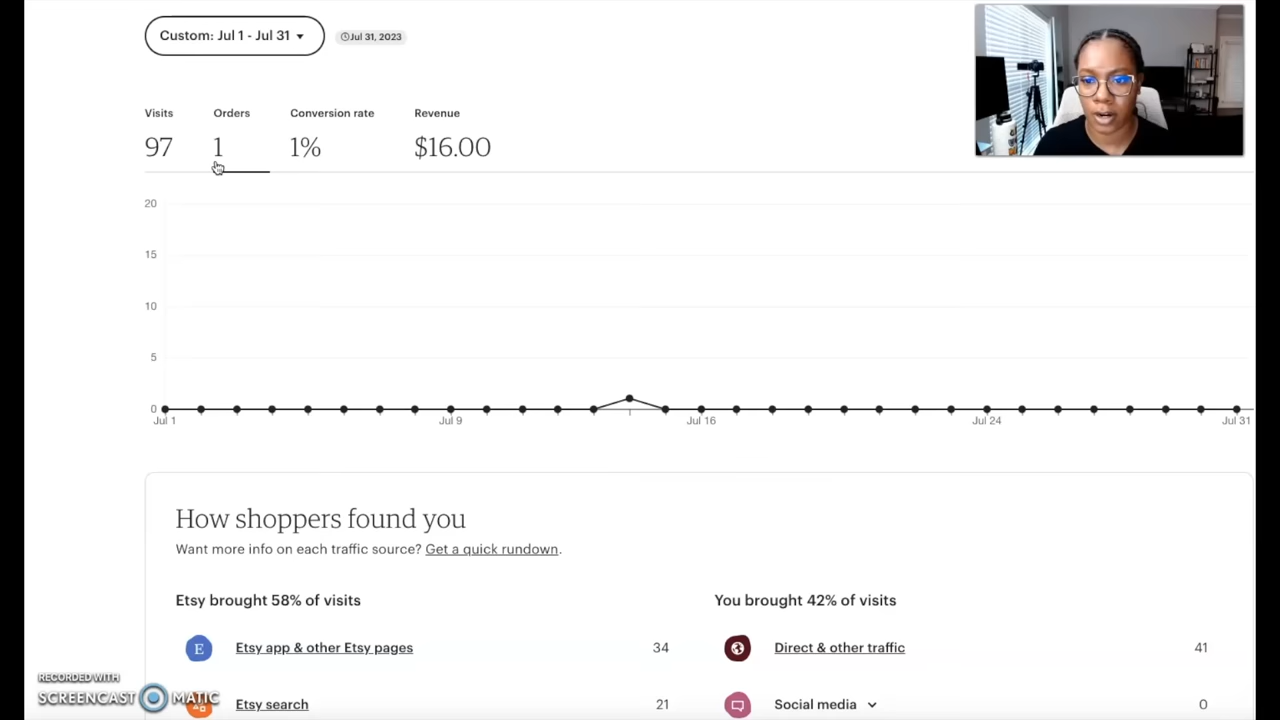 Custom: Jul 1 - Jul 31
Jul 31, 2023
Visits Orders Conversion rate Revenue
97 1 1% $16.00
20
15
10
5
0
Jul 1 Jul 9 Jul 16 Jul 24 Jul 31
How shoppers found you
Want more info on each traffic source? Get a quick rundown.
Etsy brought 58% of visits You brought 42% of visits
E Etsy app & other Etsy pages 34 Direct & other traffic 41
Etsy search 21 Social media 0
RECORDED WITH
SCREENCAST MATIC